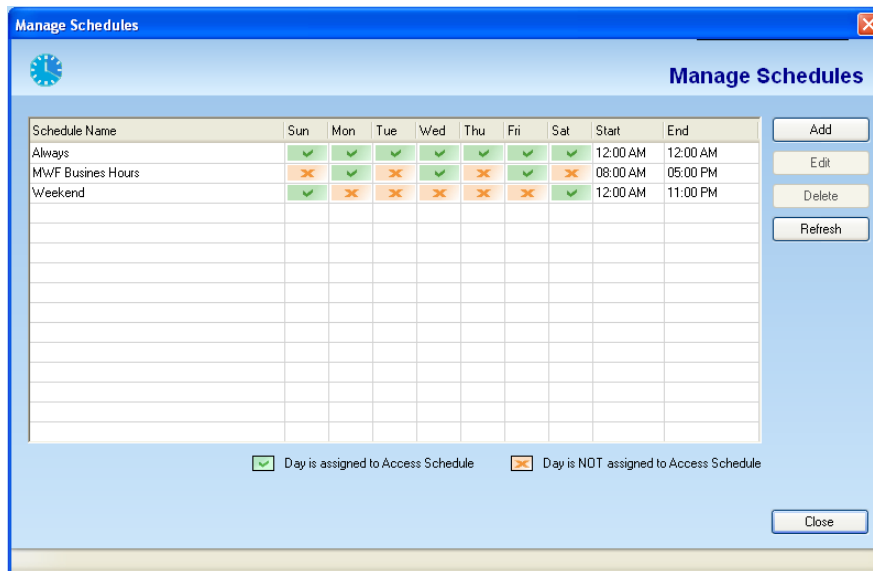 Manage Schedules
Manage Schedules
Schedule Name Sun Mon Tue Wed Thu Fri Sat Start End
Add
Always 12:00 AM 12:00 AM
Edit
MWF Busines Hours 08:00 AM 05:00 PM
Weekend 12:00 AM 11:00 PM
Delete
Refresh
Day is assigned to Access Schedule Day is NOT assigned to Access Schedule
Close